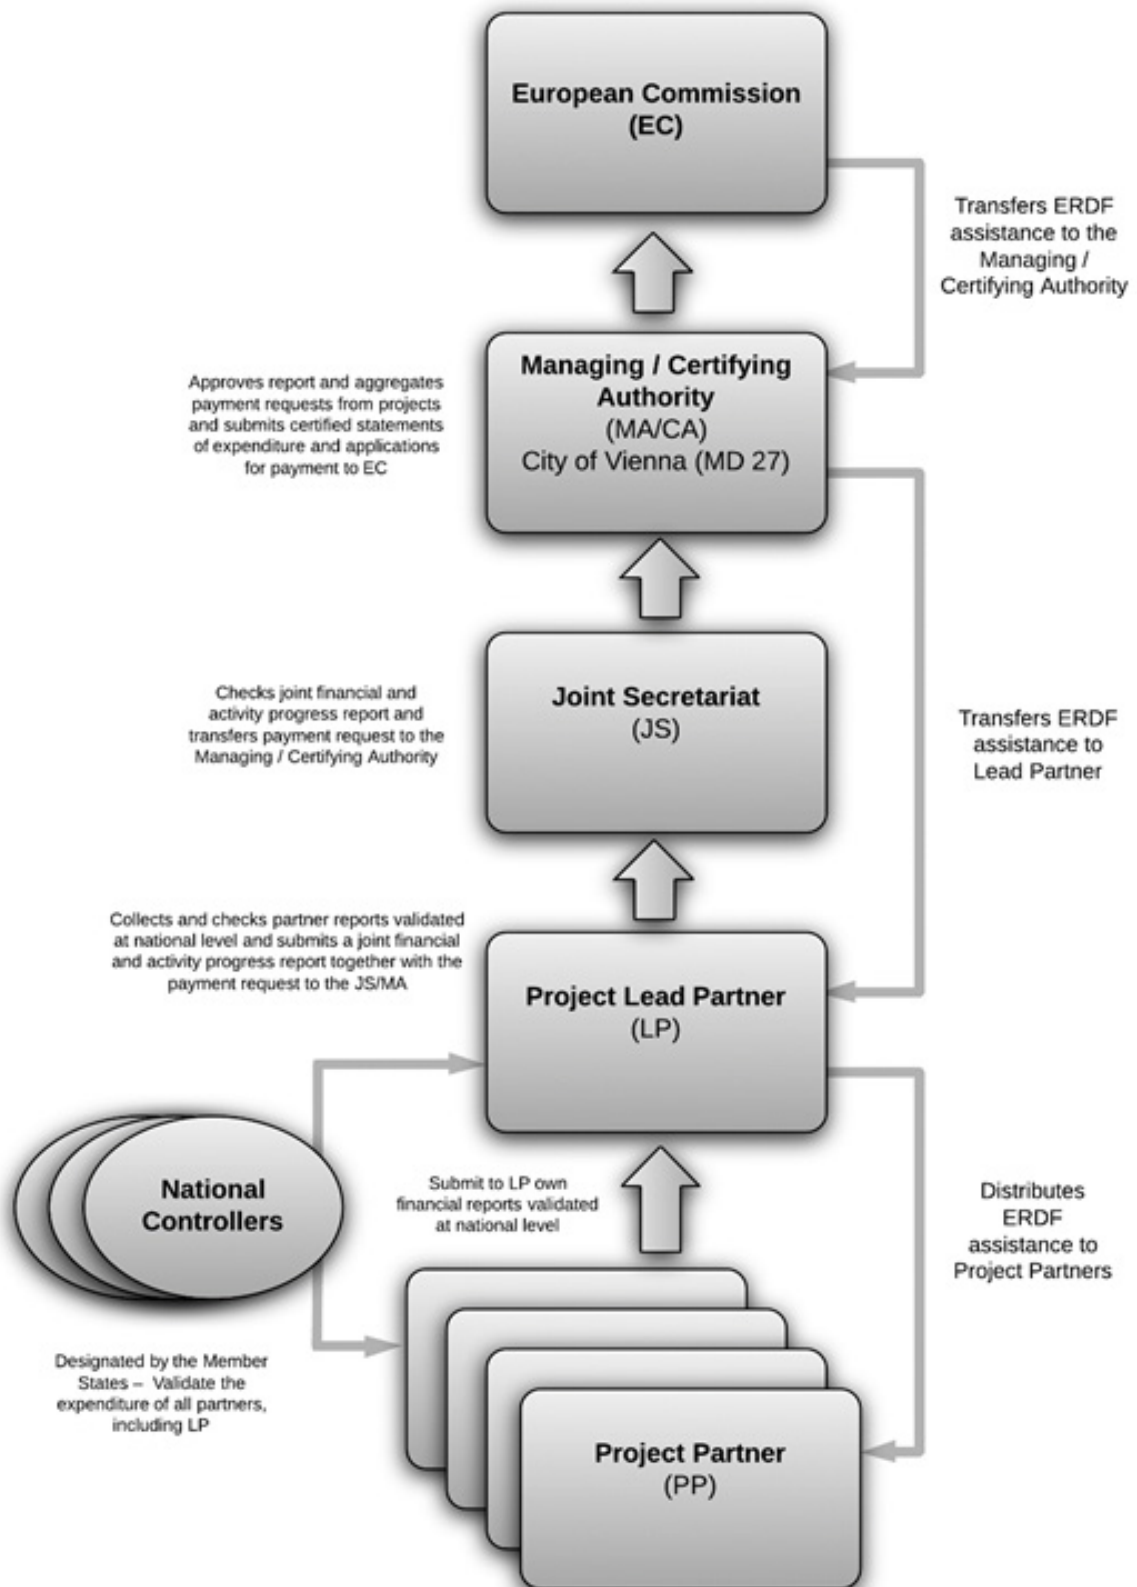 European Commission
(EC)
Transfers ERDF
assistance to the
Managing /
Certifying Authority
Managing / Certifying
Authority
(MA/CA)
City of Vienna (MD 27)
Approves report and aggregates
payment requests from projects
and submits certified statements
of expenditure and applications
for payment to EC
Joint Secretariat
(JS)
Checks joint financial and
activity progress report and
transfers payment request to the
Managing / Certifying Authority
Transfers ERDF
assistance to
Lead Partner
Collects and checks partner reports validated
at national level and submits a joint financial
and activity progress report together with the
payment request to the JS/MA
Project Lead Partner
(LP)
National
Controllers
Submit to LP own
financial reports validated
at national level
Distributes
ERDF
assistance to
Project Partners
Designated by the Member
States – Validate the
expenditure of all partners,
including LP
Project Partner
(PP)